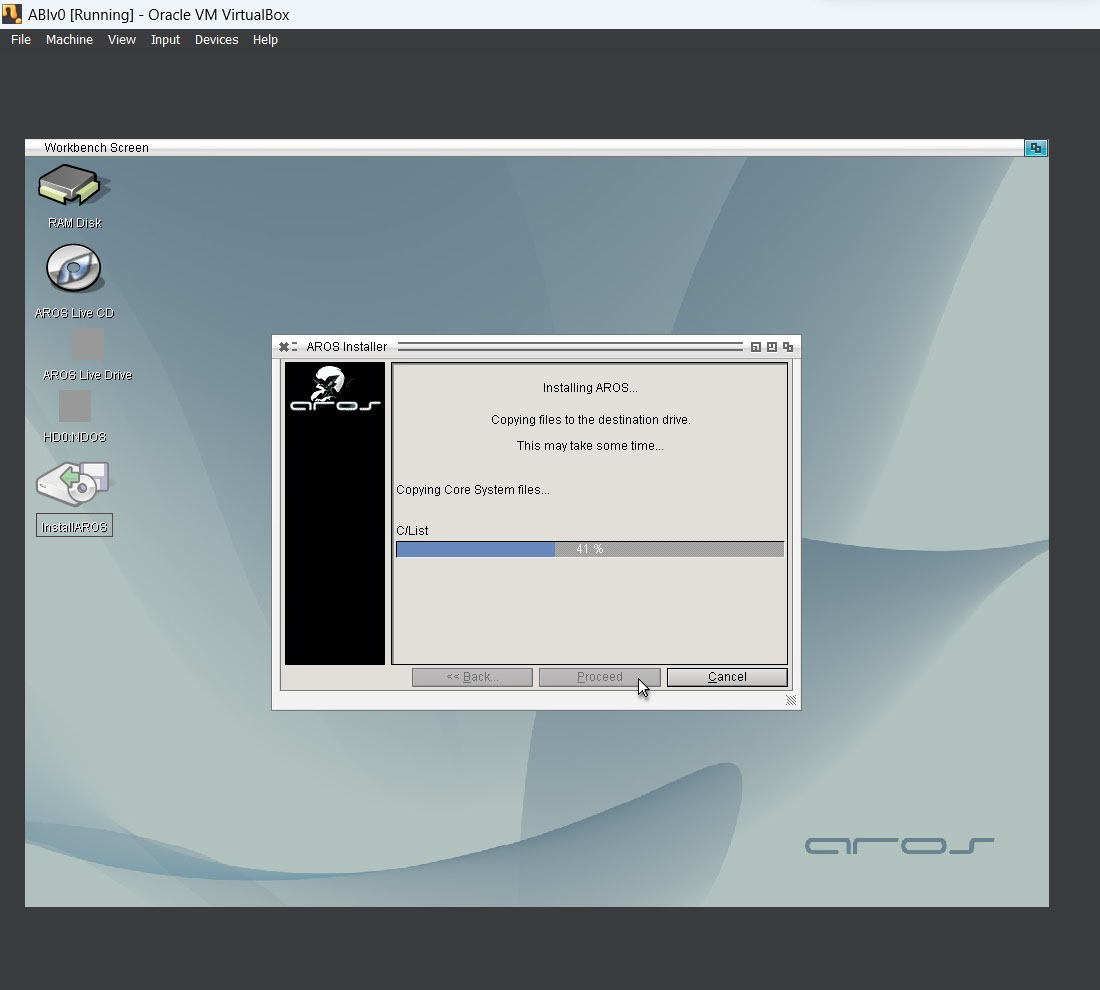 ABIv0 [Running] - Oracle VM VirtualBox
File Machine View Input Devices Help
Workbench Screen
RAM Disk
AROS Live CD
AROS Live Drive
HD0:NDOS
InstallAROS
AROS Installer
aros
Installing AROS...
Copying files to the destination drive.
This may take some time...
Copying Core System files...
C/List
41 %
<< Back... Proceed Cancel
aros